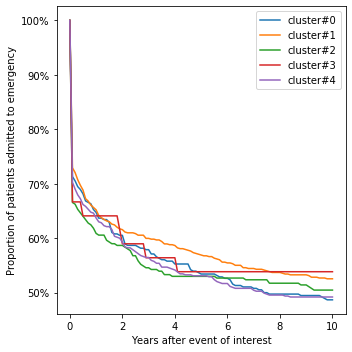 cluster#0
cluster#1
cluster#2
cluster#3
cluster#4
100%
90%
80%
70%
60%
50%
Proportion of patients admitted to emergency
0
2
4
6
8
10
Years after event of interest